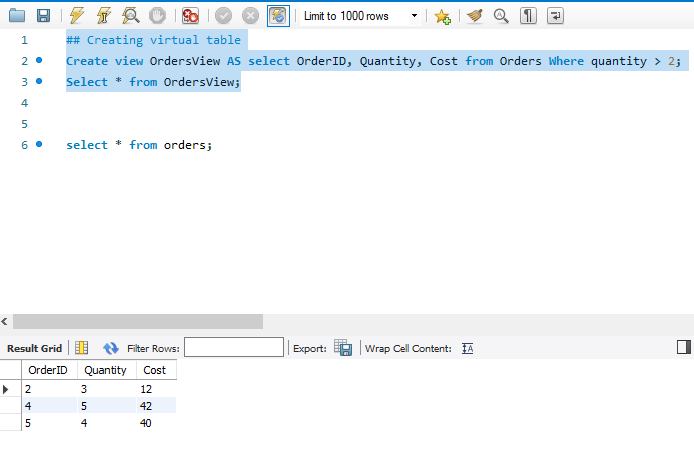 Limit to 1000 rows
1 ## Creating virtual table
2 Create view OrdersView AS select OrderID, Quantity, Cost from Orders Where quantity > 2;
3 Select * from OrdersView;
4
5
6 select * from orders;
Result Grid Filter Rows: Export: Wrap Cell Content:
OrderID Quantity Cost
2 3 12
4 5 42
5 4 40